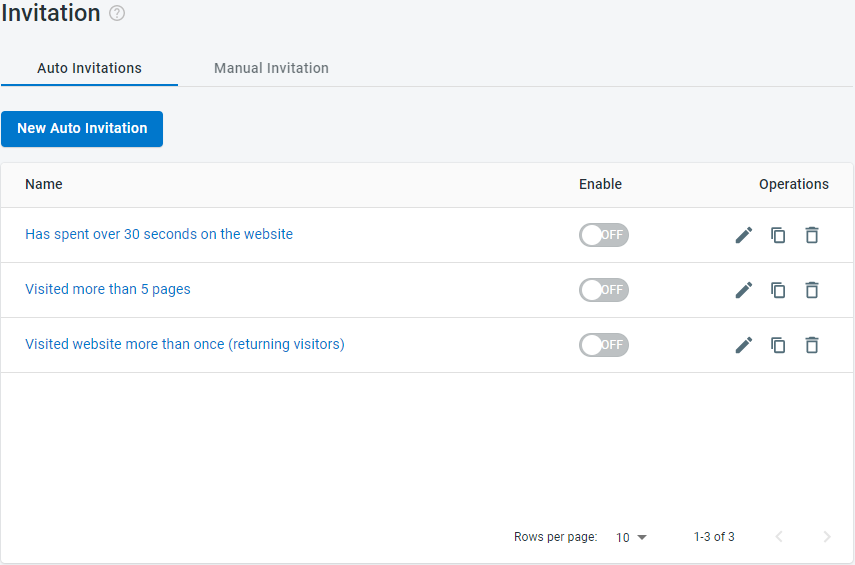 Invitation
Auto Invitations Manual Invitation
New Auto Invitation
Name Enable Operations
Has spent over 30 seconds on the website OFF
Visited more than 5 pages OFF
Visited website more than once (returning visitors) OFF
Rows per page: 10 1-3 of 3